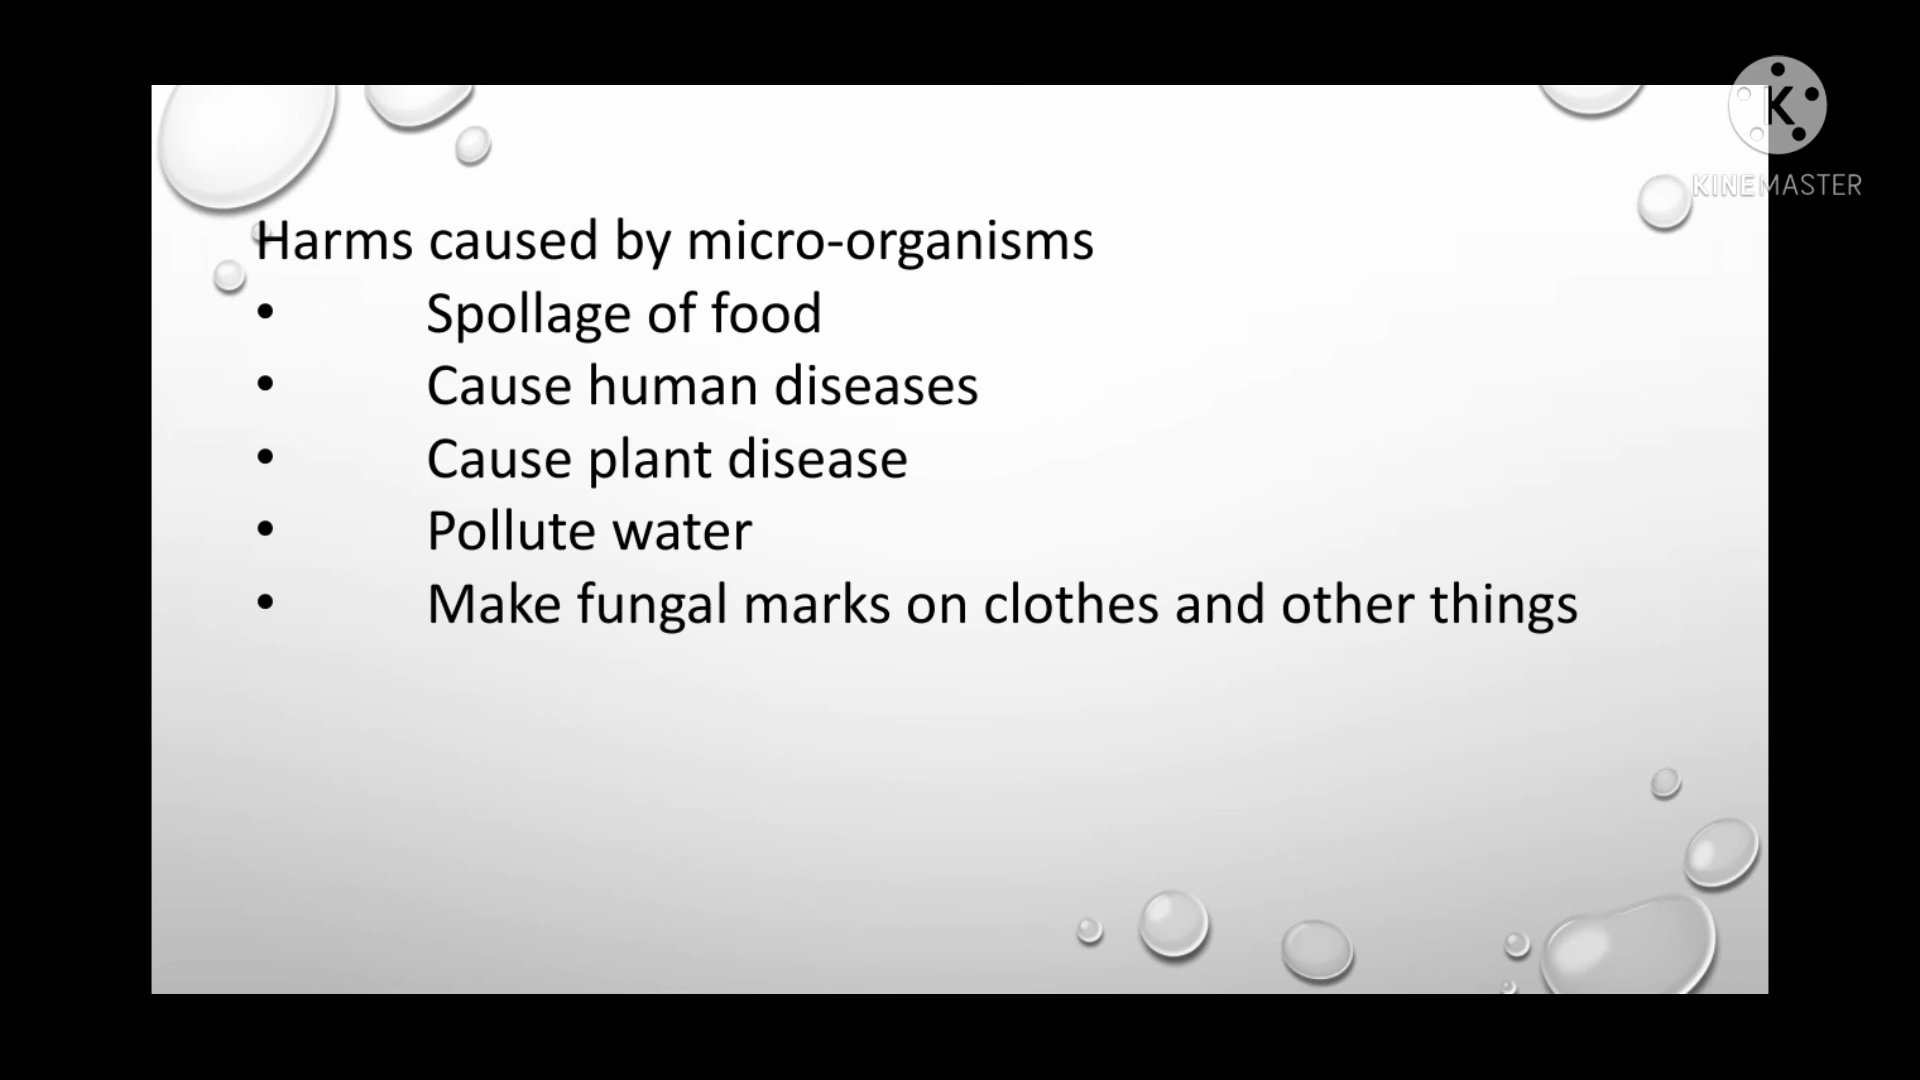 Harms caused by micro-organisms
• Spollage of food
• Cause human diseases
• Cause plant disease
• Pollute water
• Make fungal marks on clothes and other things
K
KINEMASTER